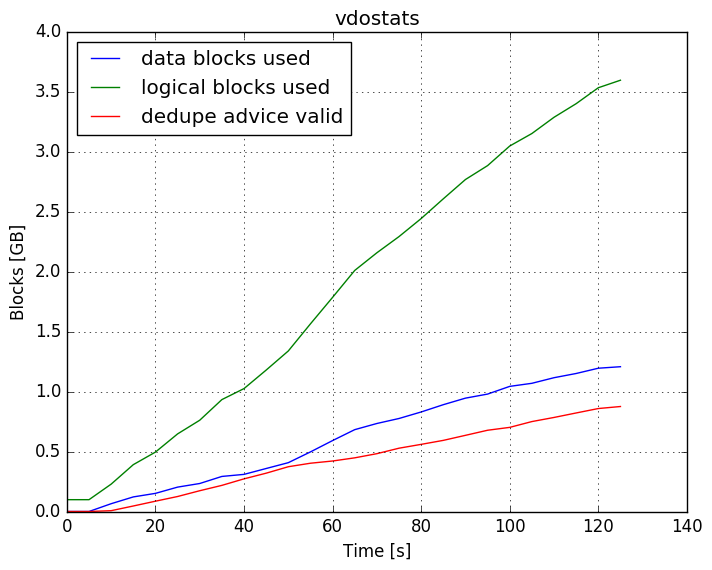 vdostats
data blocks used
logical blocks used
dedupe advice valid
4.0
3.5
3.0
2.5
2.0
1.5
1.0
0.5
0.0
Blocks [GB]
0 20 40 60 80 100 120 140
Time [s]